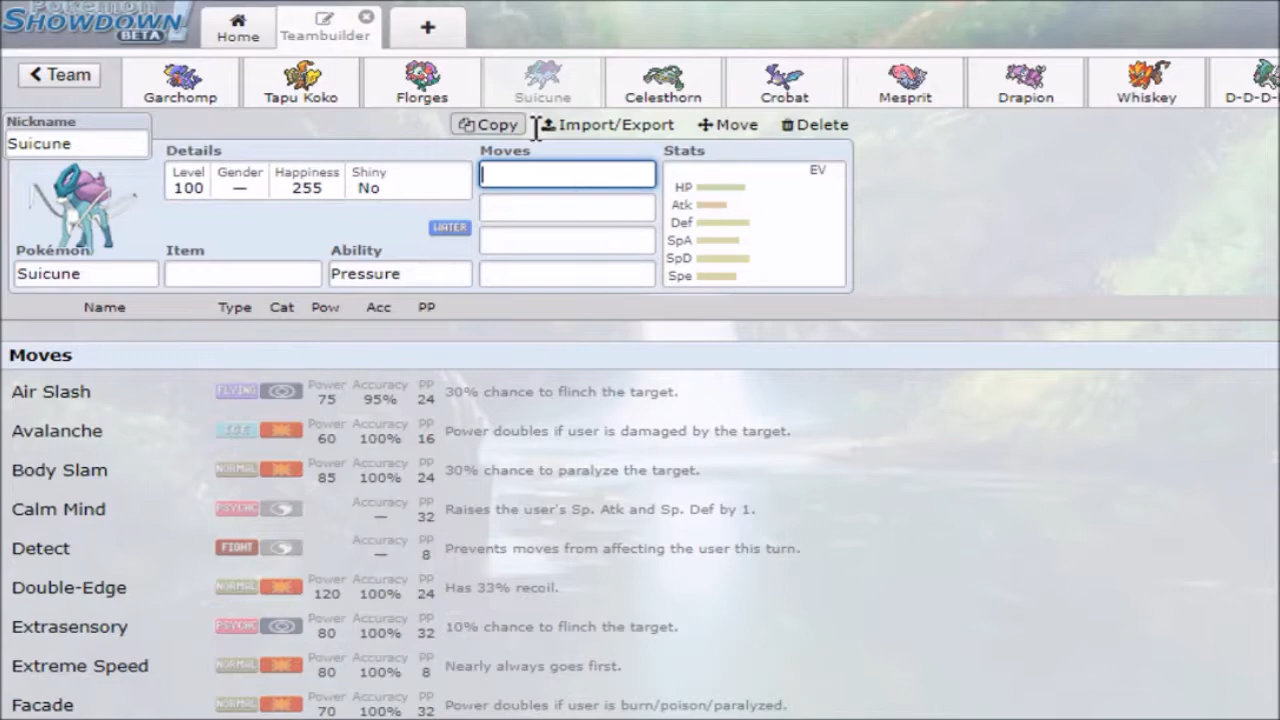 Pokémon
SHOWDOWN
BETA
Home
Teambuilder
+
Team
Garchomp
Tapu Koko
Florges
Suicune
Celesthorn
Crobat
Mesprit
Drapion
Whiskey
D-D-D-
Nickname
Suicune
Copy
Import/Export
Move
Delete
Details
Level Gender Happiness Shiny
100 — 255 No
WATER
Pokémon
Suicune
Item
Ability
Pressure
Moves
Stats
EV
HP
Atk
Def
SpA
SpD
Spe
Name Type Cat Pow Acc PP
Moves
Air Slash FLYING Power 75 Accuracy 95% PP 24 30% chance to flinch the target.
Avalanche ICE Power 60 Accuracy 100% PP 16 Power doubles if user is damaged by the target.
Body Slam NORMAL Power 85 Accuracy 100% PP 24 30% chance to paralyze the target.
Calm Mind PSYCHC Accuracy — PP 32 Raises the user's Sp. Atk and Sp. Def by 1.
Detect FIGHT Accuracy — PP 8 Prevents moves from affecting the user this turn.
Double-Edge NORMAL Power 120 Accuracy 100% PP 24 Has 33% recoil.
Extrasensory PSYCHC Power 80 Accuracy 100% PP 32 10% chance to flinch the target.
Extreme Speed NORMAL Power 80 Accuracy 100% PP 8 Nearly always goes first.
Facade NORMAL Power 70 Accuracy 100% PP 32 Power doubles if user is burn/poison/paralyzed.